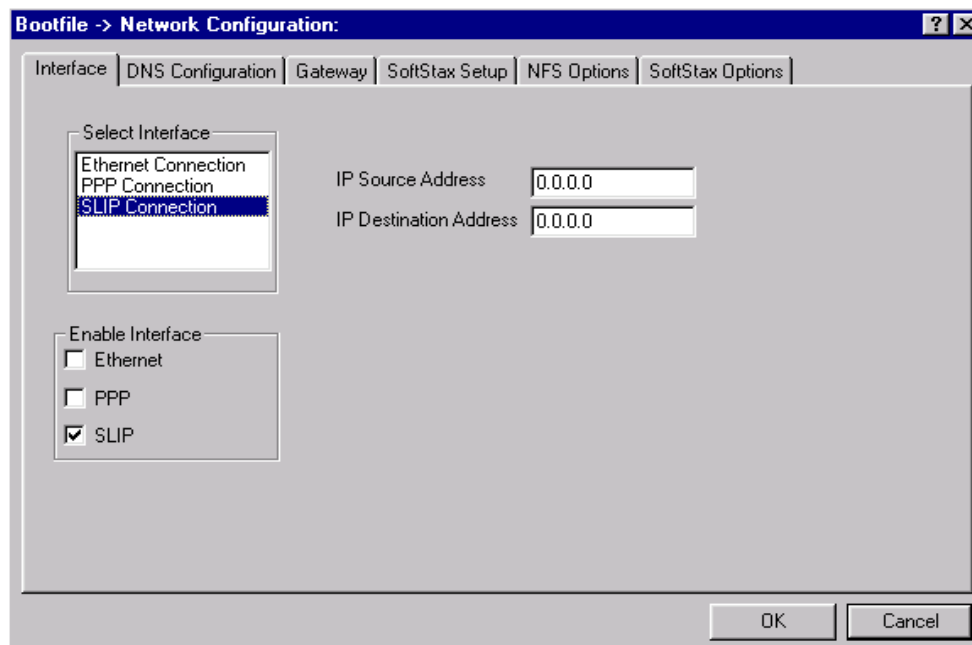 Bootfile -> Network Configuration:
Interface DNS Configuration Gateway SoftStax Setup NFS Options SoftStax Options
Select Interface
Ethernet Connection
PPP Connection
SLIP Connection
IP Source Address 0.0.0.0
IP Destination Address 0.0.0.0
Enable Interface
Ethernet
PPP
SLIP
OK Cancel